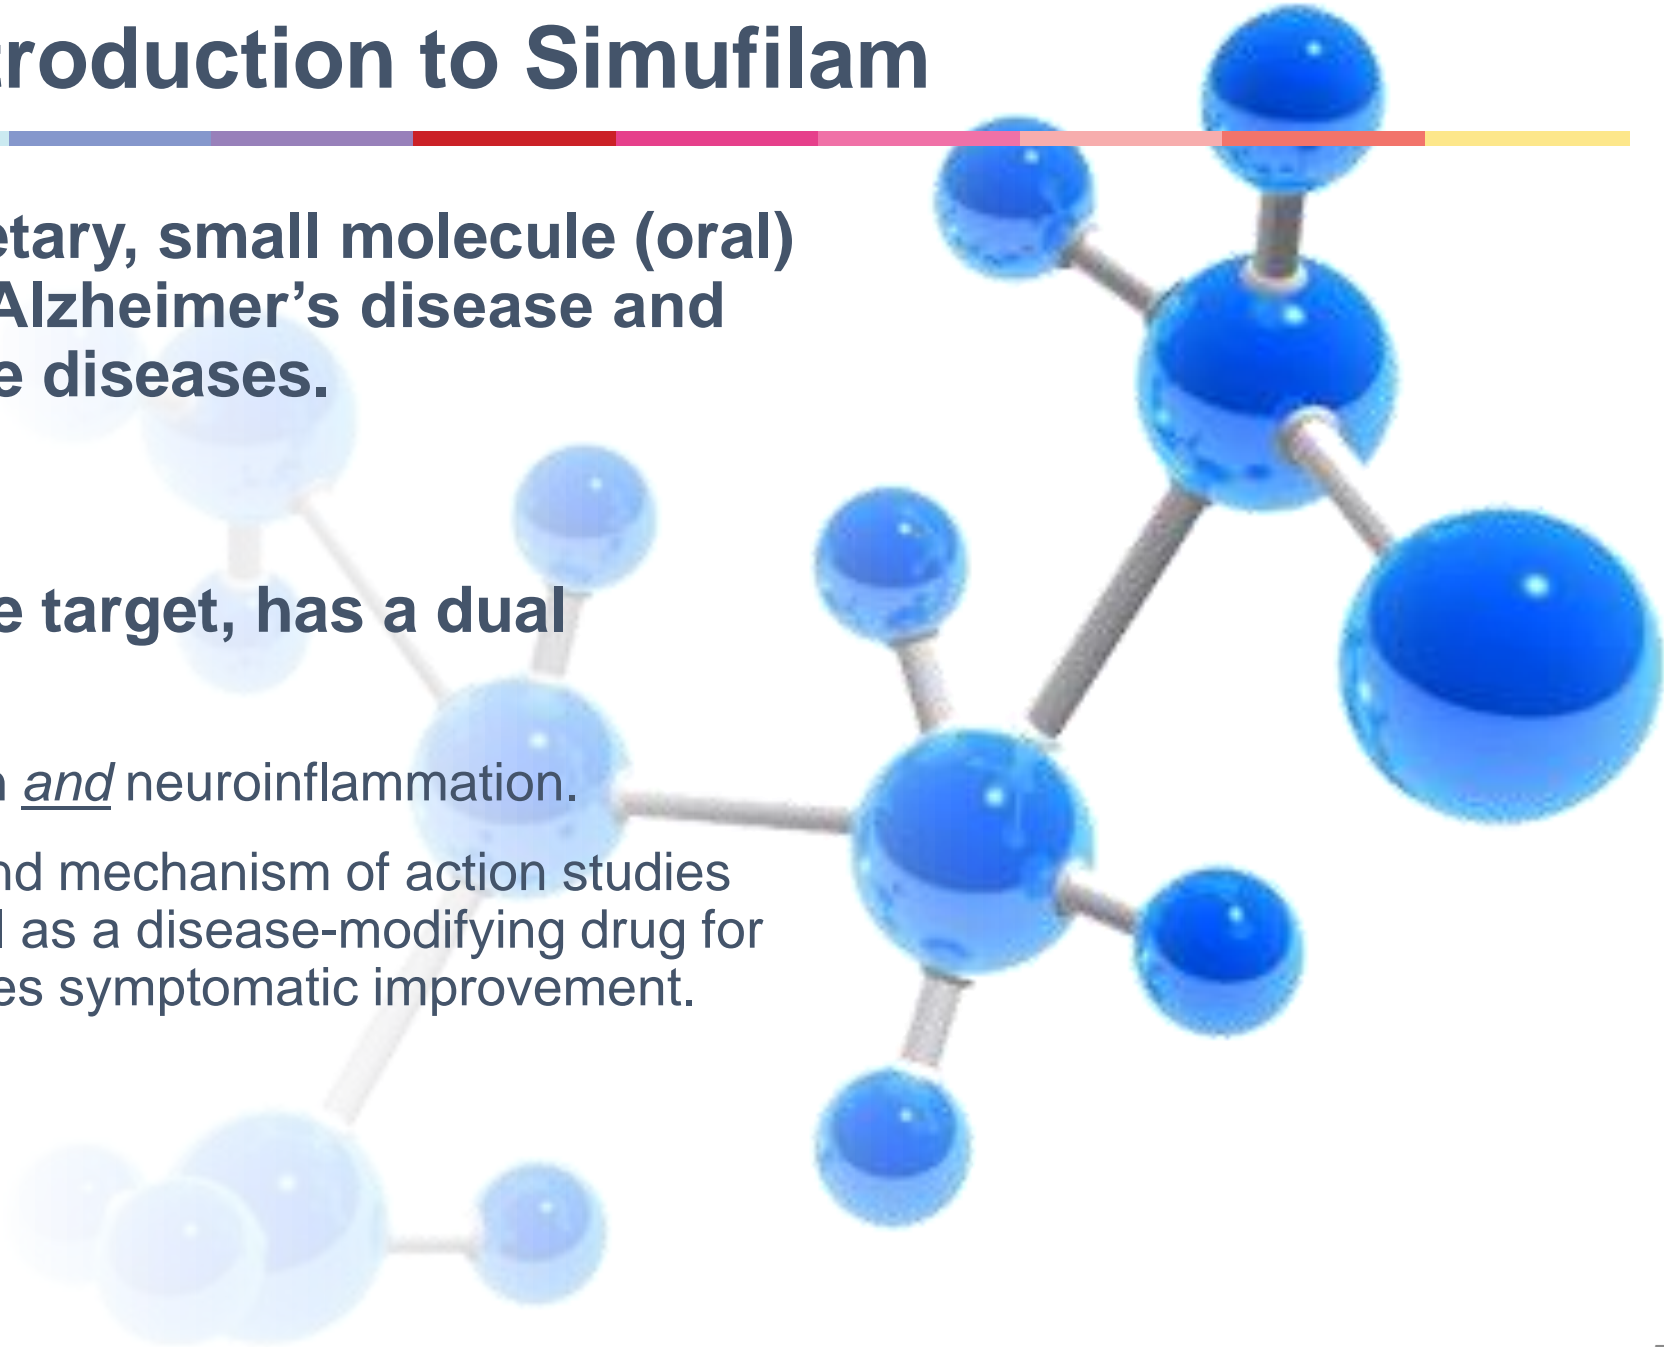 troduction to Simufilam
etary, small molecule (oral)
Alzheimer’s disease and
e diseases.
e target, has a dual
n and neuroinflammation.
nd mechanism of action studies
l as a disease-modifying drug for
es symptomatic improvement.